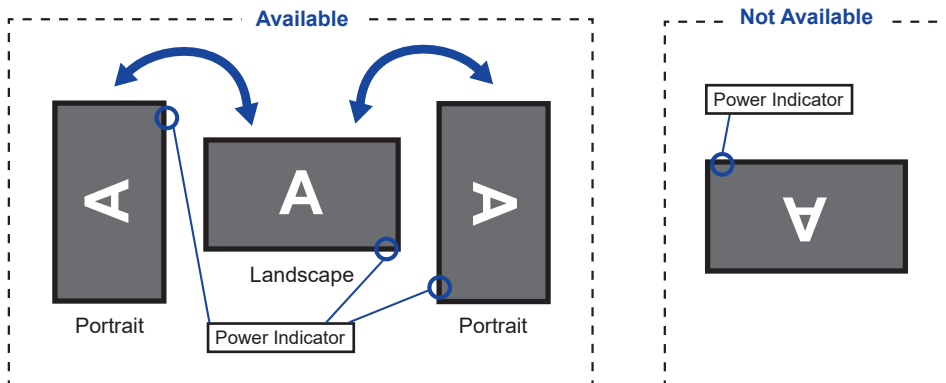 Available
Not Available
Power Indicator
A
A
A
A
Landscape
Portrait
Power Indicator
Portrait